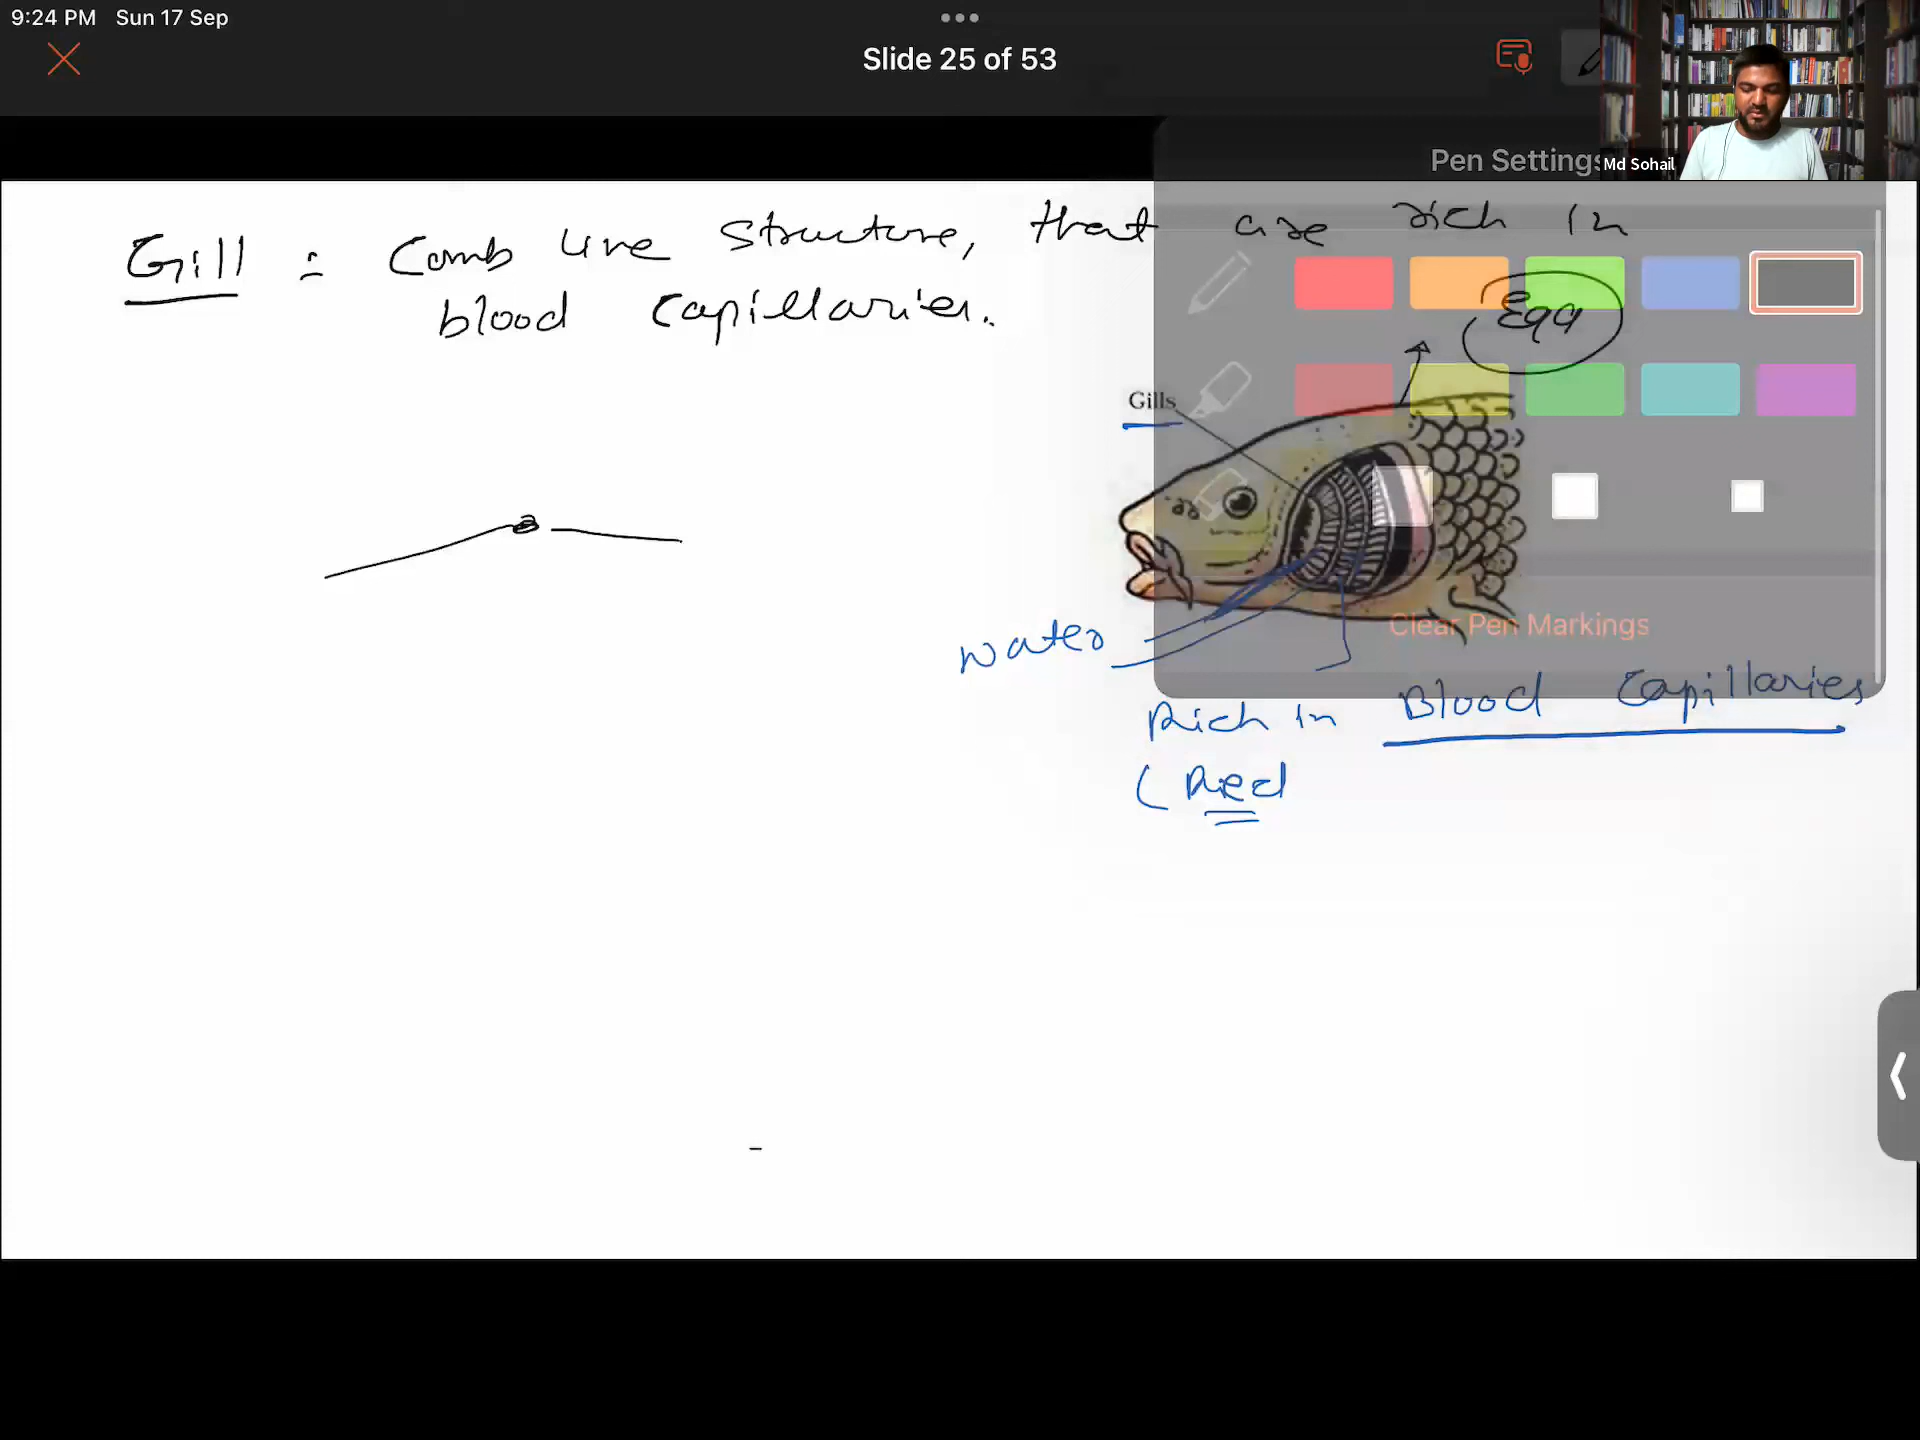 9:24 PM Sun 17 Sep
Slide 25 of 53
Pen Settings
Md Sohail
Gill : Comb like structure, that are rich in
blood Capillaries.
Egg
Gills
Clear Pen Markings
water
Rich in Blood Capillaries
( Red